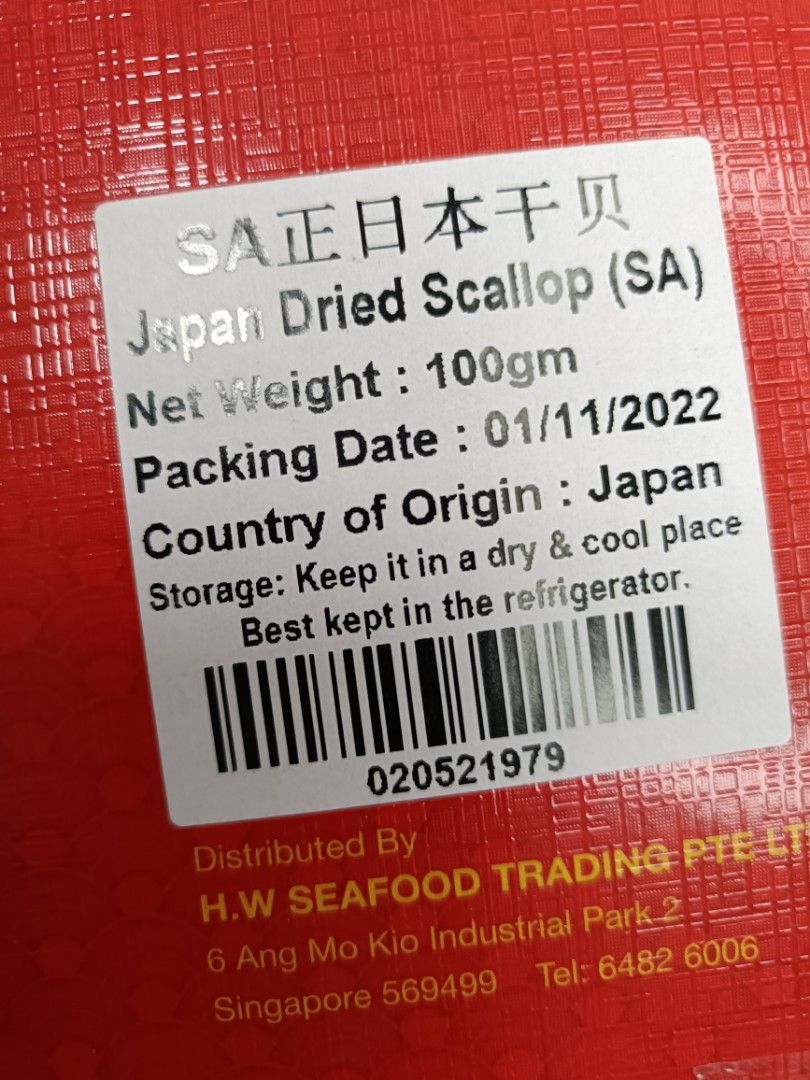 SA正日本干贝
Japan Dried Scallop (SA)
Net Weight : 100gm
Packing Date : 01/11/2022
Country of Origin : Japan
Storage: Keep it in a dry & cool place
Best kept in the refrigerator.
020521979
Distributed By
H.W SEAFOOD TRADING PTE LT
6 Ang Mo Kio Industrial Park 2
Singapore 569499 Tel: 6482 6006